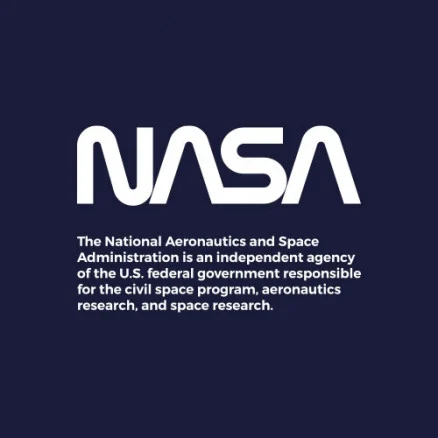 NASA
The National Aeronautics and Space
Administration is an independent agency
of the U.S. federal government responsible
for the civil space program, aeronautics
research, and space research.